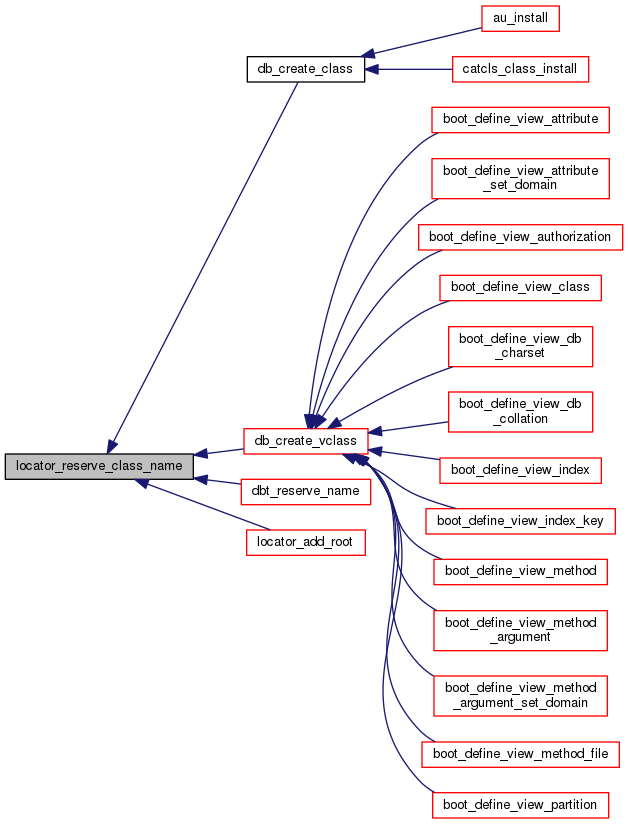 au_install
db_create_class
catcls_class_install
boot_define_view_attribute
boot_define_view_attribute
_set_domain
boot_define_view_authorization
boot_define_view_class
boot_define_view_db
_charset
boot_define_view_db
_collation
db_create_vclass
locator_reserve_class_name
boot_define_view_index
dbt_reserve_name
boot_define_view_index_key
locator_add_root
boot_define_view_method
boot_define_view_method
_argument
boot_define_view_method
_argument_set_domain
boot_define_view_method_file
boot_define_view_partition